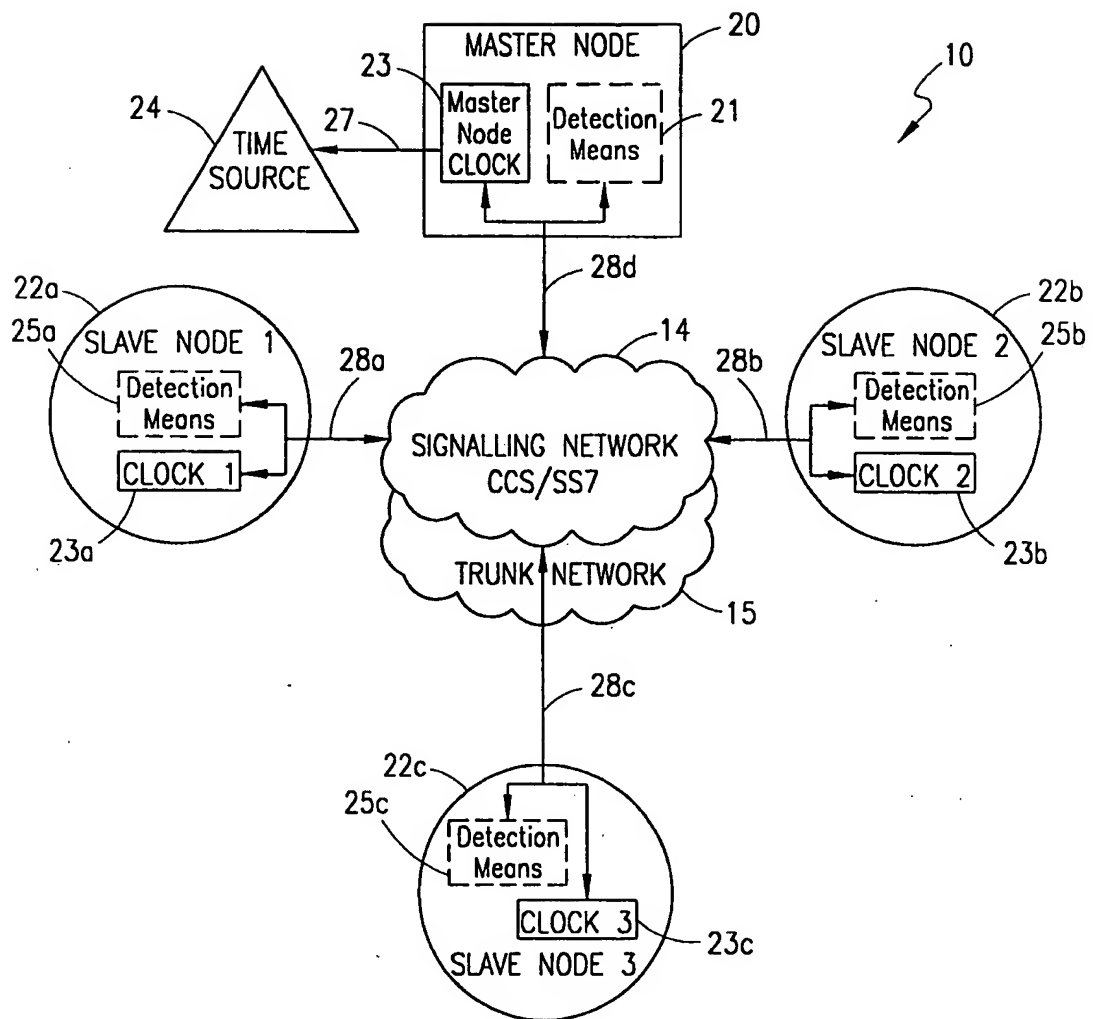 MASTER NODE
20
10
23
Master
Node
CLOCK
Detection
Means
21
24
27
TIME
SOURCE
28d
22a
22b
25a
25b
SLAVE NODE 1
SLAVE NODE 2
14
28a
28b
Detection
Means
Detection
Means
CLOCK 1
CLOCK 2
SIGNALLING NETWORK
CCS/SS7
23a
23b
TRUNK NETWORK
15
28c
22c
25c
Detection
Means
CLOCK 3
23c
SLAVE NODE 3